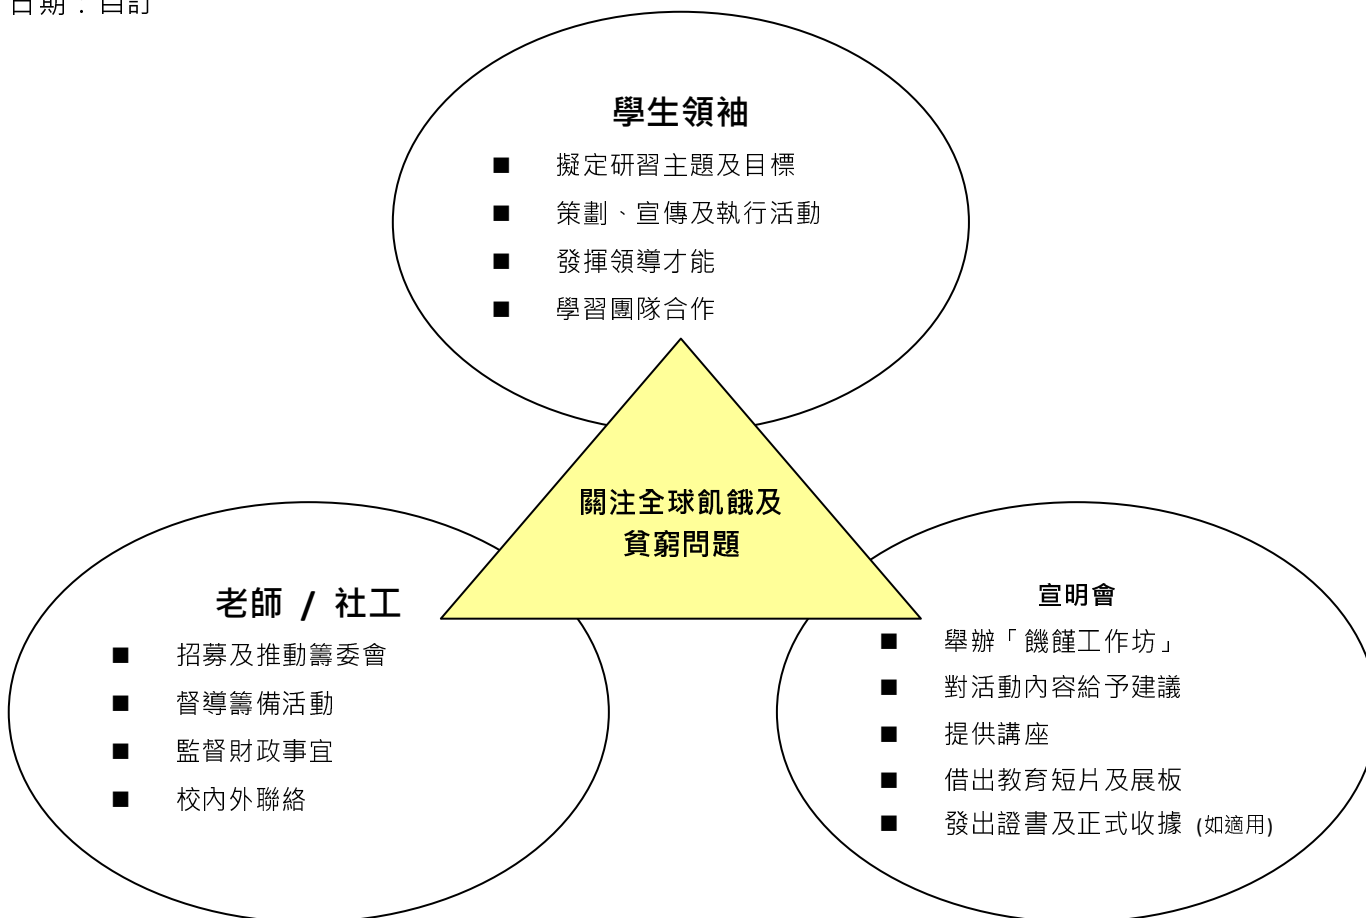 日期：自訂
學生領袖
■ 擬定研習主題及目標
■ 策劃、宣傳及執行活動
■ 發揮領導才能
■ 學習團隊合作
關注全球飢餓及
貧窮問題
老師 / 社工
■ 招募及推動籌委會
■ 督導籌備活動
■ 監督財政事宜
■ 校內外聯絡
宣明會
■ 舉辦「饑饉工作坊」
■ 對活動內容給予建議
■ 提供講座
■ 借出教育短片及展板
■ 發出證書及正式收據 (如適用)